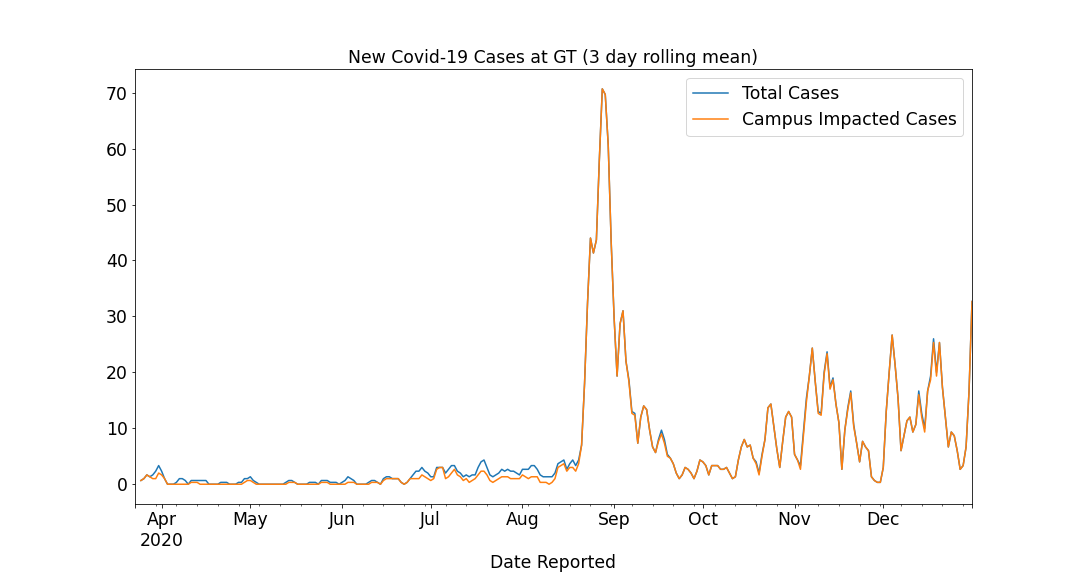 New Covid-19 Cases at GT (3 day rolling mean)
Total Cases
Campus Impacted Cases
70
60
50
40
30
20
10
0
Apr May Jun Jul Aug Sep Oct Nov Dec
2020
Date Reported